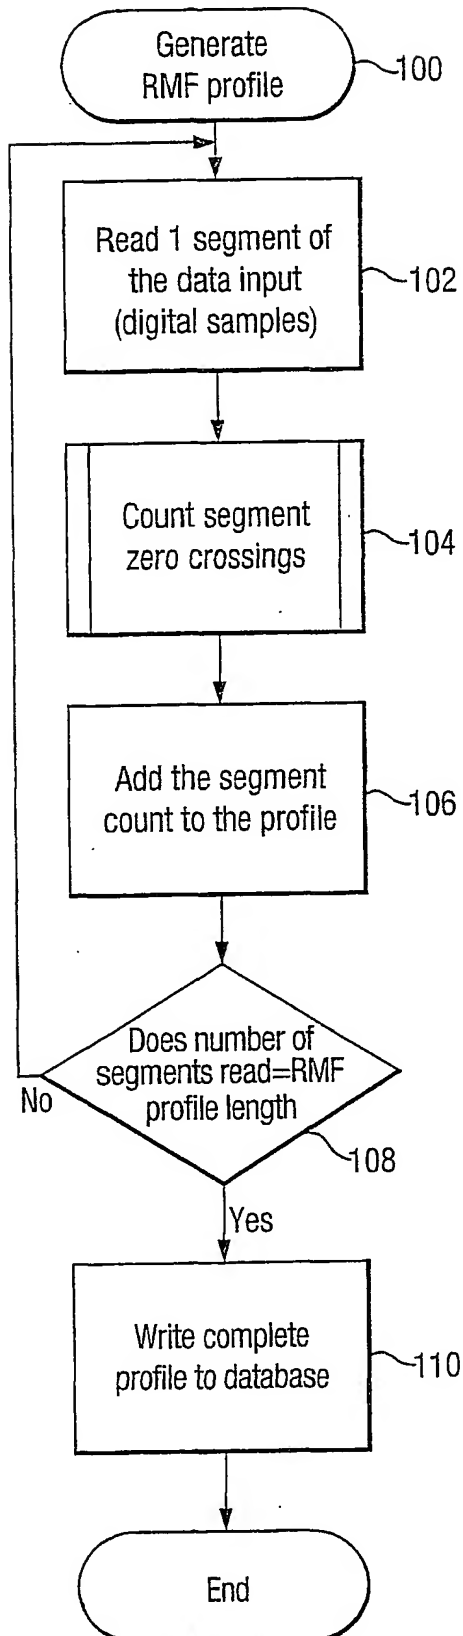 Generate
RMF profile
100
Read 1 segment of
the data input
(digital samples)
102
Count segment
zero crossings
104
Add the segment
count to the profile
106
Does number of
segments read=RMF
profile length
No
108
Yes
Write complete
profile to database
110
End